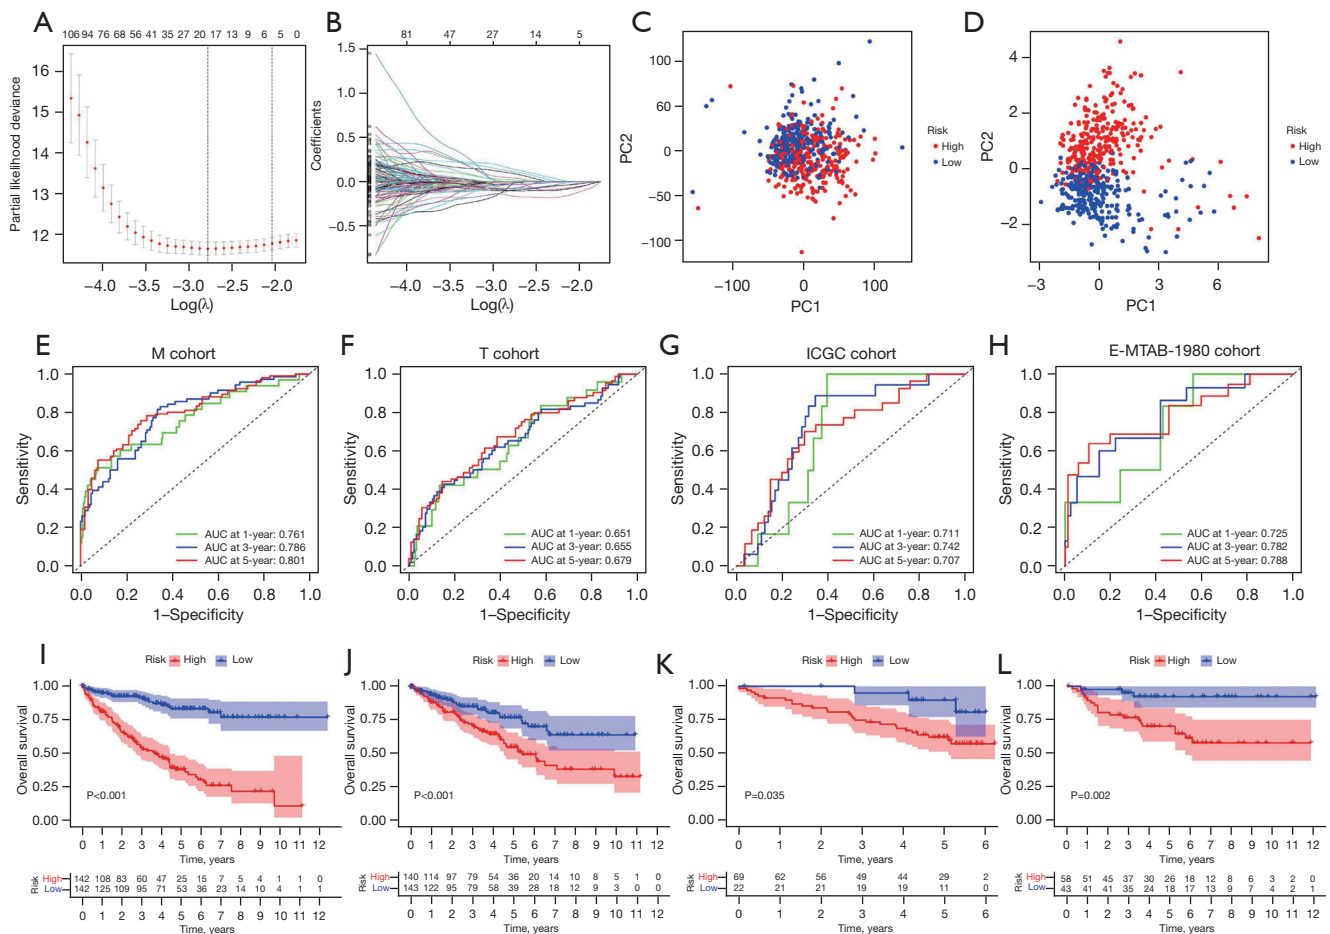 A
106 94 76 68 56 41 35 27 20 17 13 9 6 5 0
Partial likelihood deviance
16
15
14
13
12
−4.0 −3.5 −3.0 −2.5 −2.0
Log(λ)
B
81 47 27 14 5
Coefficients
1.5
1.0
0.5
0.0
−0.5
−4.0 −3.5 −3.0 −2.5 −2.0
Log(λ)
C
PC2
100
60
0
−50
−100
−100 0 100
PC1
Risk
High
Low
D
PC2
4
2
0
−2
−3 0 3 6
PC1
Risk
High
Low
E
M cohort
Sensitivity
1.0
0.8
0.6
0.4
0.2
0.0
AUC at 1-year: 0.761
AUC at 3-year: 0.786
AUC at 5-year: 0.801
0.0 0.2 0.4 0.6 0.8 1.0
1−Specificity
F
T cohort
Sensitivity
1.0
0.8
0.6
0.4
0.2
0.0
AUC at 1-year: 0.651
AUC at 3-year: 0.655
AUC at 5-year: 0.679
0.0 0.2 0.4 0.6 0.8 1.0
1−Specificity
G
ICGC cohort
Sensitivity
1.0
0.8
0.6
0.4
0.2
0.0
AUC at 1-year: 0.711
AUC at 3-year: 0.742
AUC at 5-year: 0.707
0.0 0.2 0.4 0.6 0.8 1.0
1−Specificity
H
E-MTAB-1980 cohort
Sensitivity
1.0
0.8
0.6
0.4
0.2
0.0
AUC at 1-year: 0.725
AUC at 3-year: 0.782
AUC at 5-year: 0.788
0.0 0.2 0.4 0.6 0.8 1.0
1−Specificity
I
Risk High Low
Overall survival
1.00
0.75
0.50
0.25
0.00
P<0.001
0 1 2 3 4 5 6 7 8 9 10 11 12
Time, years
Risk
High 142 108 83 60 47 25 15 7 5 4 1 1 0
Low 142 125 109 95 71 53 36 23 14 10 4 1 1
0 1 2 3 4 5 6 7 8 9 10 11 12
Time, years
J
Risk High Low
Overall survival
1.00
0.75
0.50
0.25
0.00
P<0.001
0 1 2 3 4 5 6 7 8 9 10 11 12
Time, years
Risk
High 140 114 97 79 54 36 20 14 10 8 5 1 0
Low 143 122 95 79 58 39 28 18 12 9 3 0 0
0 1 2 3 4 5 6 7 8 9 10 11 12
Time, years
K
Risk High Low
Overall survival
1.00
0.75
0.50
0.25
0.00
P=0.035
0 1 2 3 4 5 6
Time, years
Risk
High 69 62 56 49 44 29 2
Low 22 21 21 19 19 11 0
0 1 2 3 4 5 6
Time, years
L
Risk High Low
Overall survival
1.00
0.75
0.50
0.25
0.00
P=0.002
0 1 2 3 4 5 6 7 8 9 10 11 12
Time, years
Risk
High 58 51 45 37 30 26 18 12 8 6 3 2 0
Low 43 41 41 35 24 18 17 13 9 7 4 2 1
0 1 2 3 4 5 6 7 8 9 10 11 12
Time, years